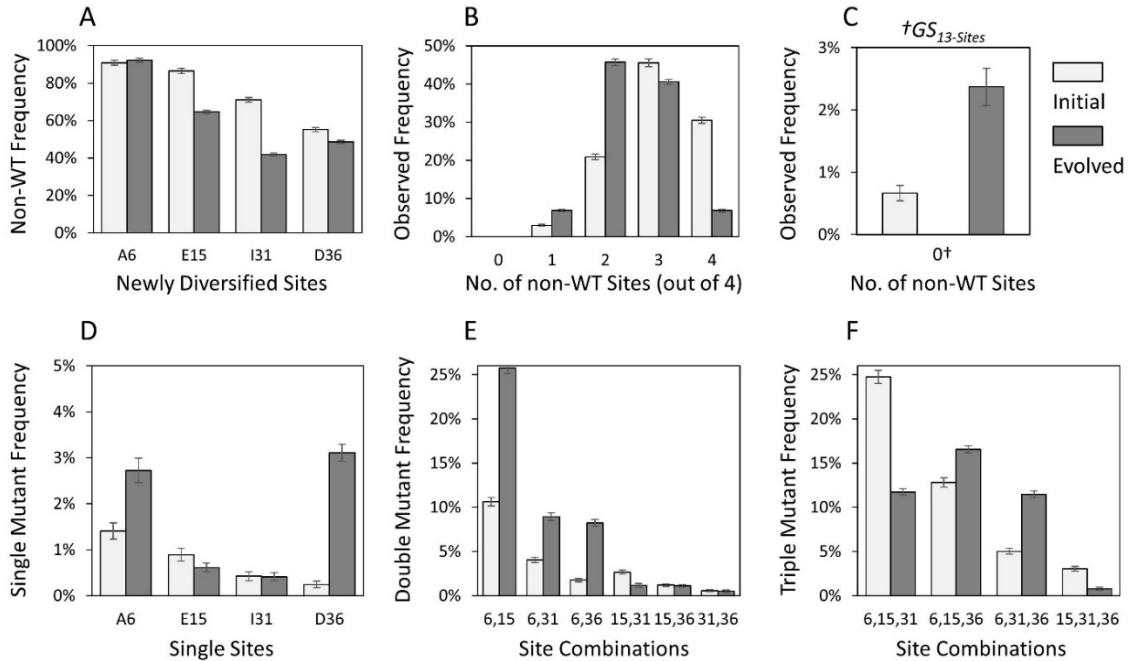 A
Non-WT Frequency
100%
80%
60%
40%
20%
0%
A6 E15 I31 D36
Newly Diversified Sites
B
Observed Frequency
50%
40%
30%
20%
10%
0%
0 1 2 3 4
No. of non-WT Sites (out of 4)
C
†GS13-Sites
Observed Frequency
3%
2%
1%
0%
0†
No. of non-WT Sites
Initial
Evolved
D
Single Mutant Frequency
5%
4%
3%
2%
1%
0%
A6 E15 I31 D36
Single Sites
E
Double Mutant Frequency
25%
20%
15%
10%
5%
0%
6,15 6,31 6,36 15,31 15,36 31,36
Site Combinations
F
Triple Mutant Frequency
25%
20%
15%
10%
5%
0%
6,15,31 6,15,36 6,31,36 15,31,36
Site Combinations